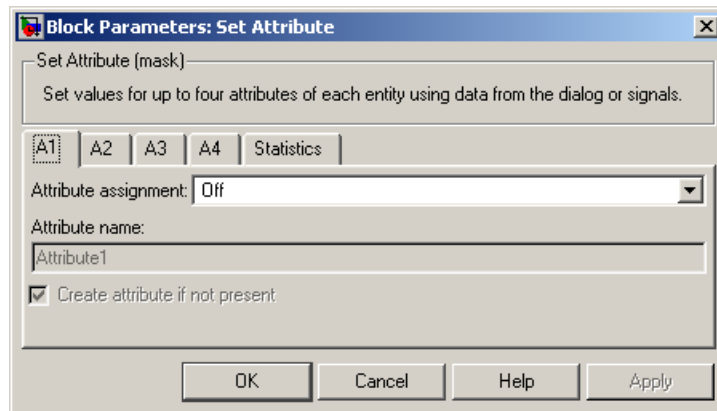 Block Parameters: Set Attribute
Set Attribute (mask)
Set values for up to four attributes of each entity using data from the dialog or signals.
A1 A2 A3 A4 Statistics
Attribute assignment: Off
Attribute name:
Attribute1
Create attribute if not present
OK Cancel Help Apply